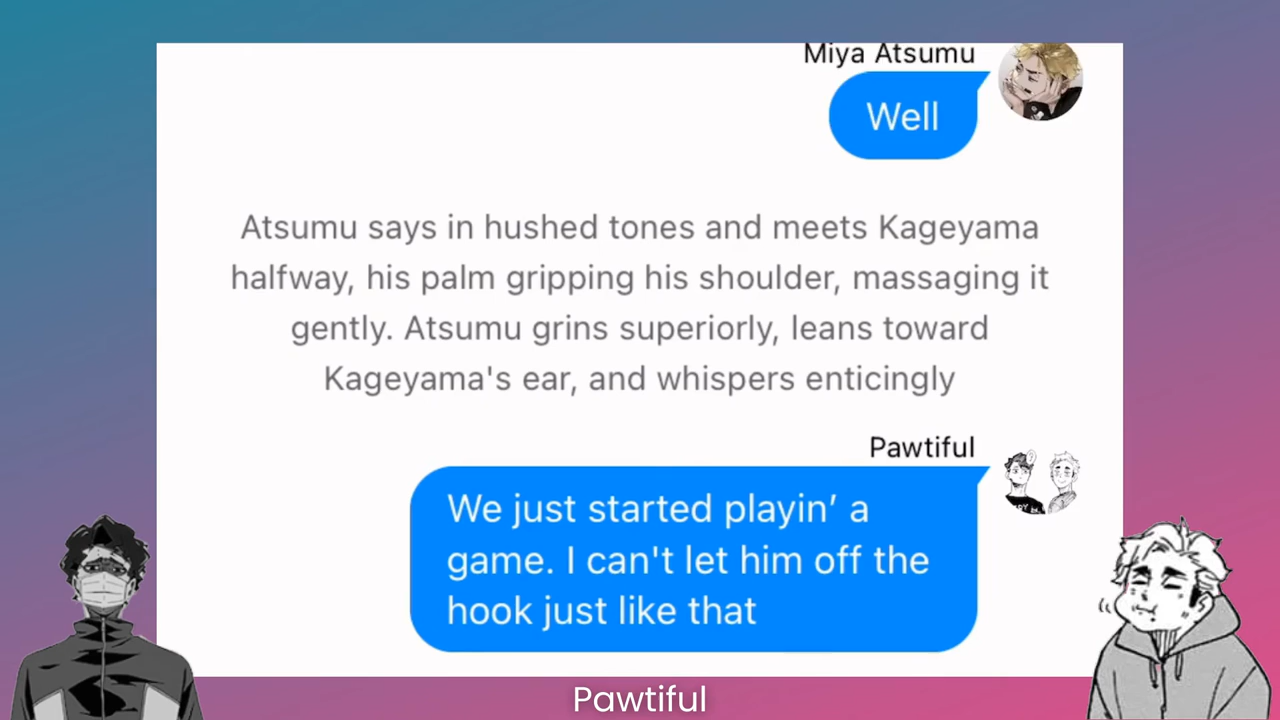 Miya Atsumu
Well
Atsumu says in hushed tones and meets Kageyama
halfway, his palm gripping his shoulder, massaging it
gently. Atsumu grins superiorly, leans toward
Kageyama's ear, and whispers enticingly
Pawtiful
We just started playin’ a
game. I can't let him off the
hook just like that
Pawtiful